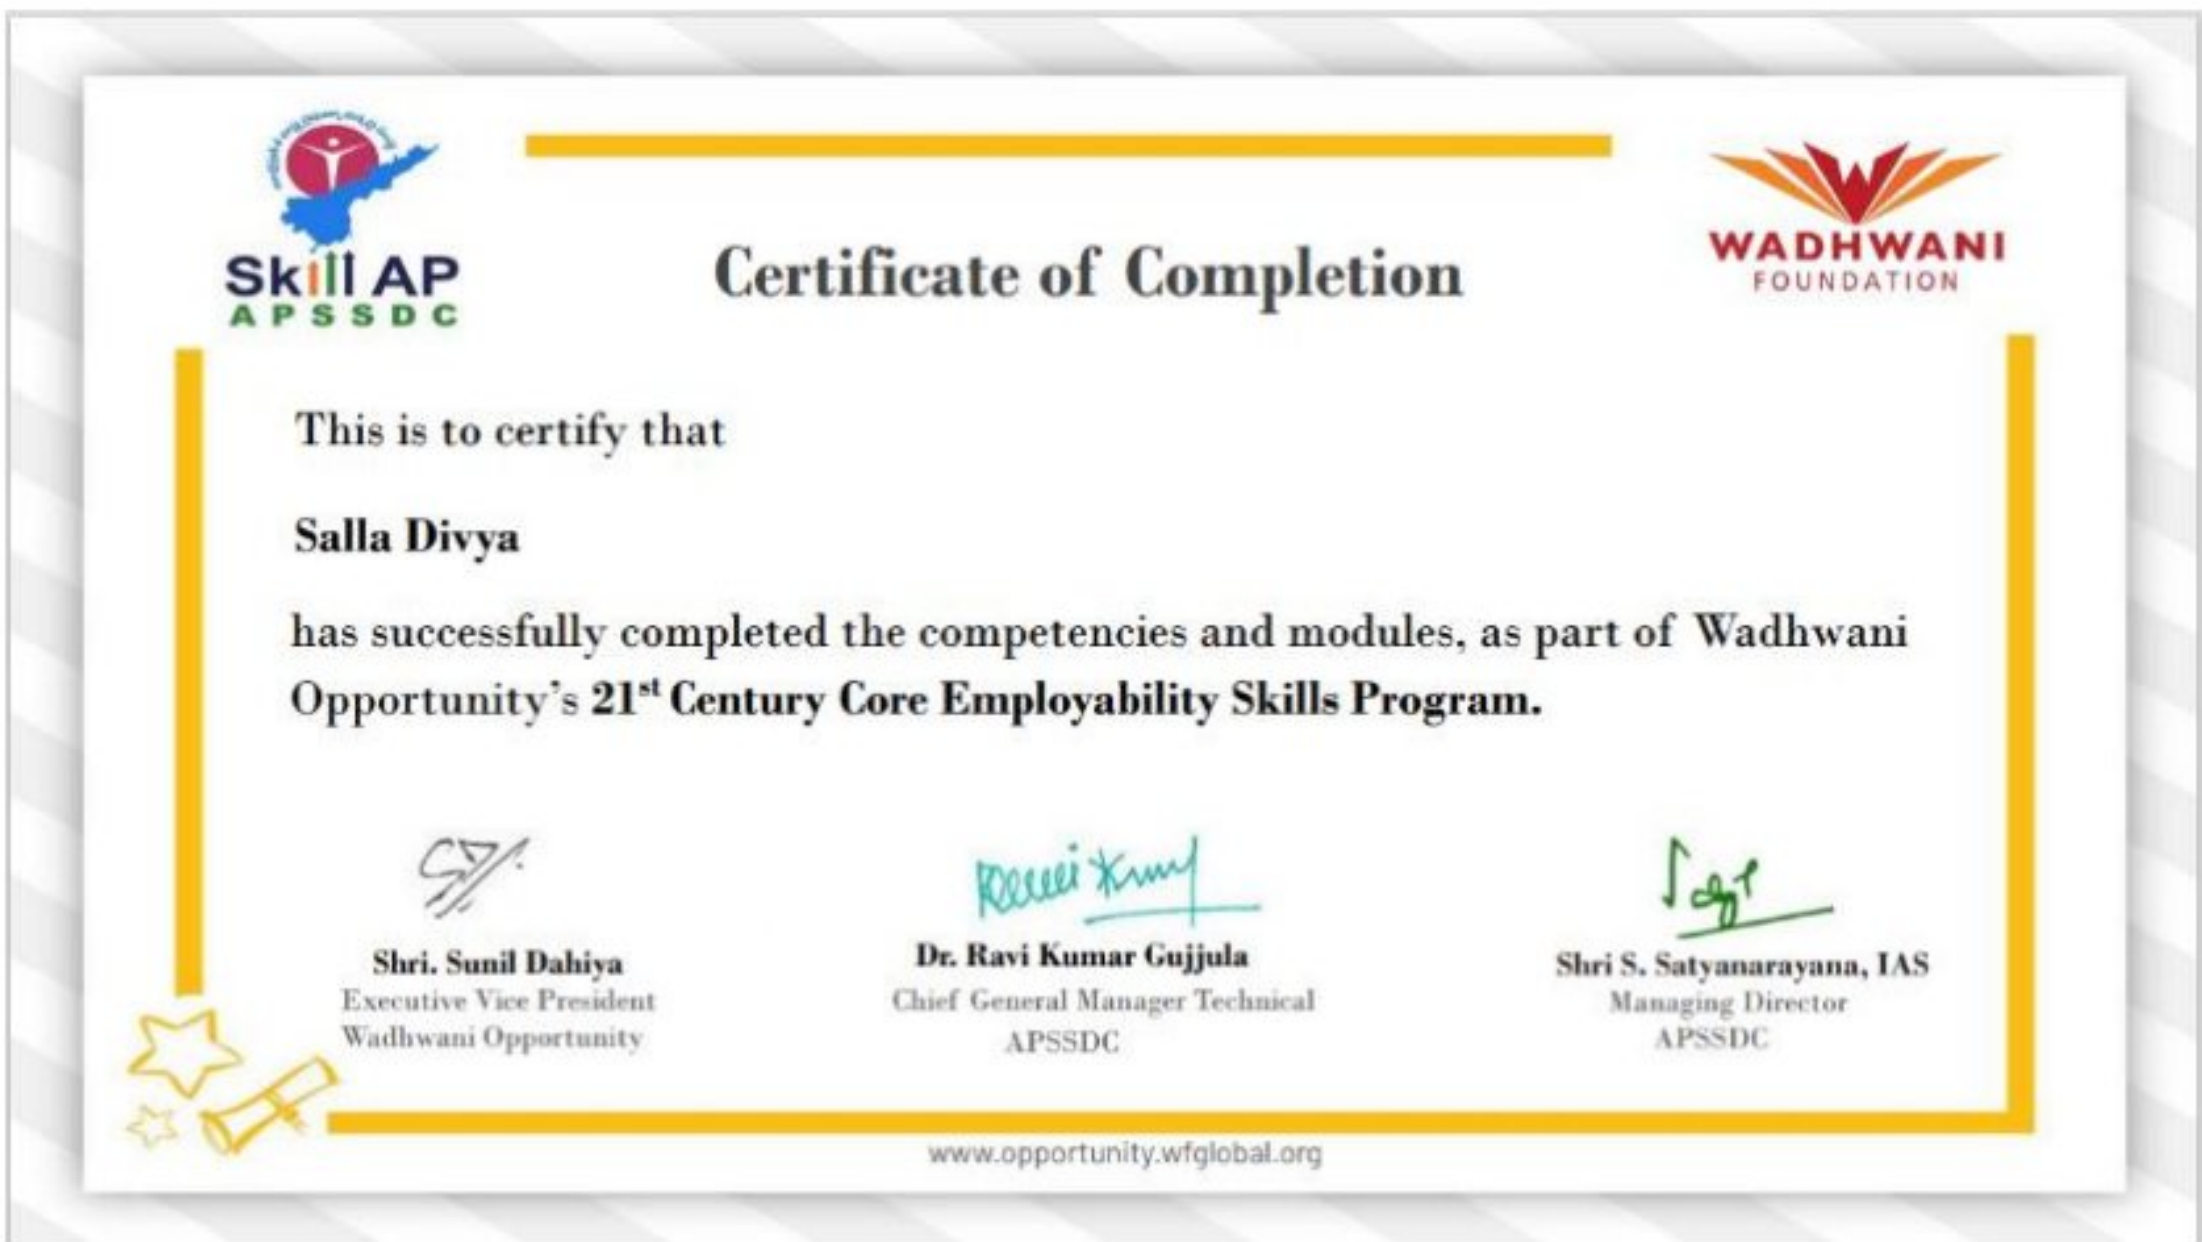 Skill AP
APSSDC
WADHWANI
FOUNDATION
Certificate of Completion
This is to certify that
Salla Divya
has successfully completed the competencies and modules, as part of Wadhwani
Opportunity's 21st Century Core Employability Skills Program.
Shri. Sunil Dahiya
Executive Vice President
Wadhwani Opportunity
Dr. Ravi Kumar Gujjula
Chief General Manager Technical
APSSDC
Shri S. Satyanarayana, IAS
Managing Director
APSSDC
www.opportunity.wfglobal.org